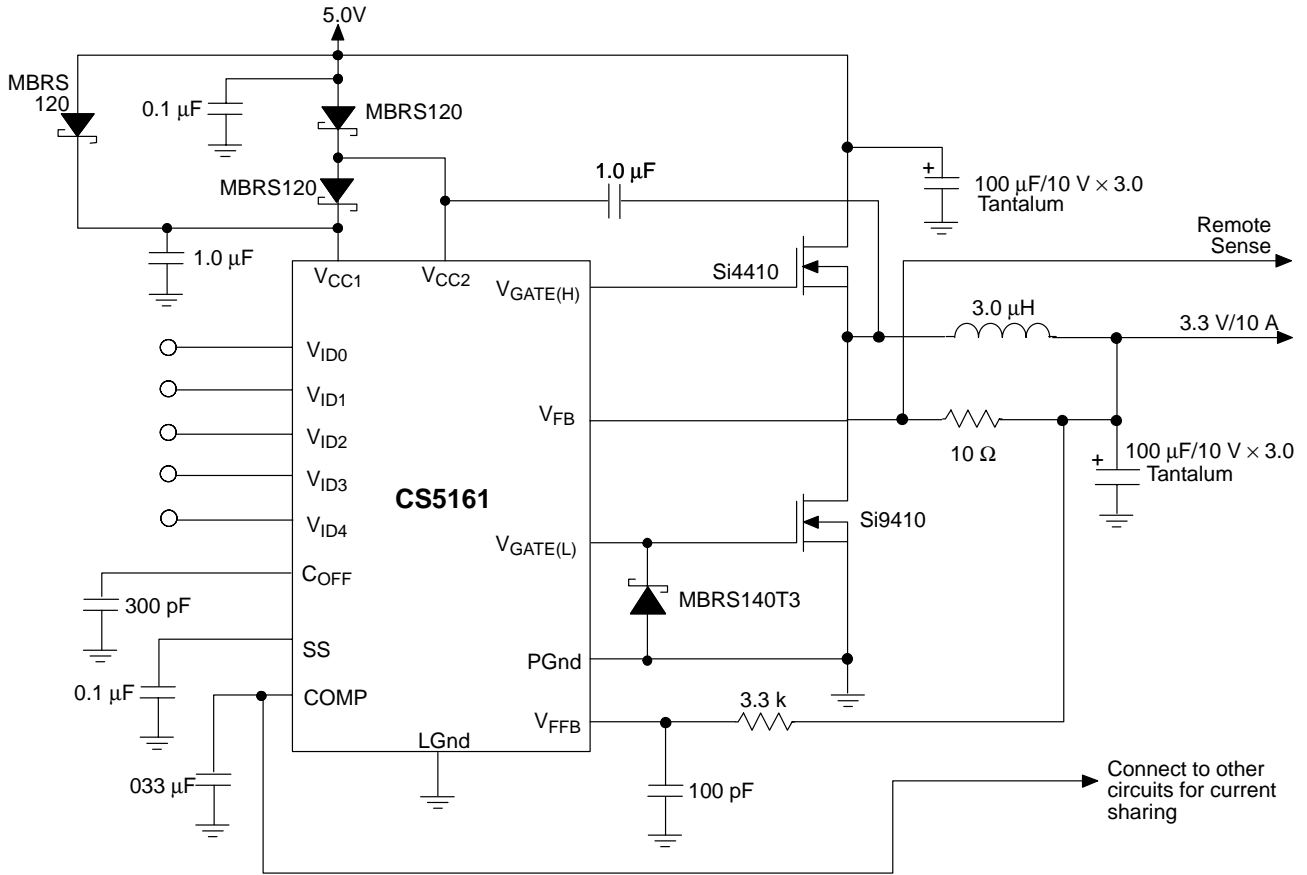 5.0V
MBRS
120
0.1 μF
MBRS120
MBRS120
1.0 μF
100 μF/10 V × 3.0
Tantalum
Remote
Sense
1.0 μF
VCC1
VCC2
VGATE(H)
Si4410
3.0 μH
3.3 V/10 A
VID0
VID1
VID2
VID3
VID4
VFB
10 Ω
100 μF/10 V × 3.0
Tantalum
CS5161
VGATE(L)
Si9410
COFF
300 pF
MBRS140T3
SS
PGnd
0.1 μF
COMP
3.3 k
VFFB
LGnd
033 μF
100 pF
Connect to other
circuits for current
sharing